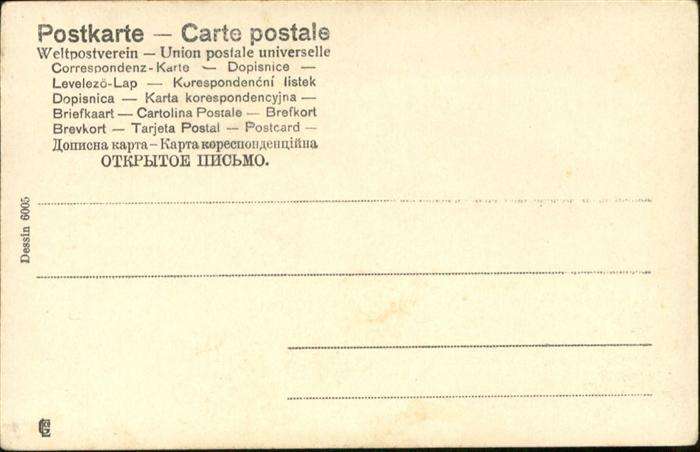 Postkarte — Carte postale
Weltpostverein — Union postale universelle
Correspondenz-Karte — Dopisnice —
Levelező-Lap — Korespondenční listek
Dopisnica — Karta korespondencyjna —
Briefkaart — Cartolina Postale — Brefkort
Brevkort — Tarjeta Postal — Postcard —
Дописна карта — Карта кореспонденційна
ОТКРЫТОЕ ПИСЬМО.
Dessin 6005